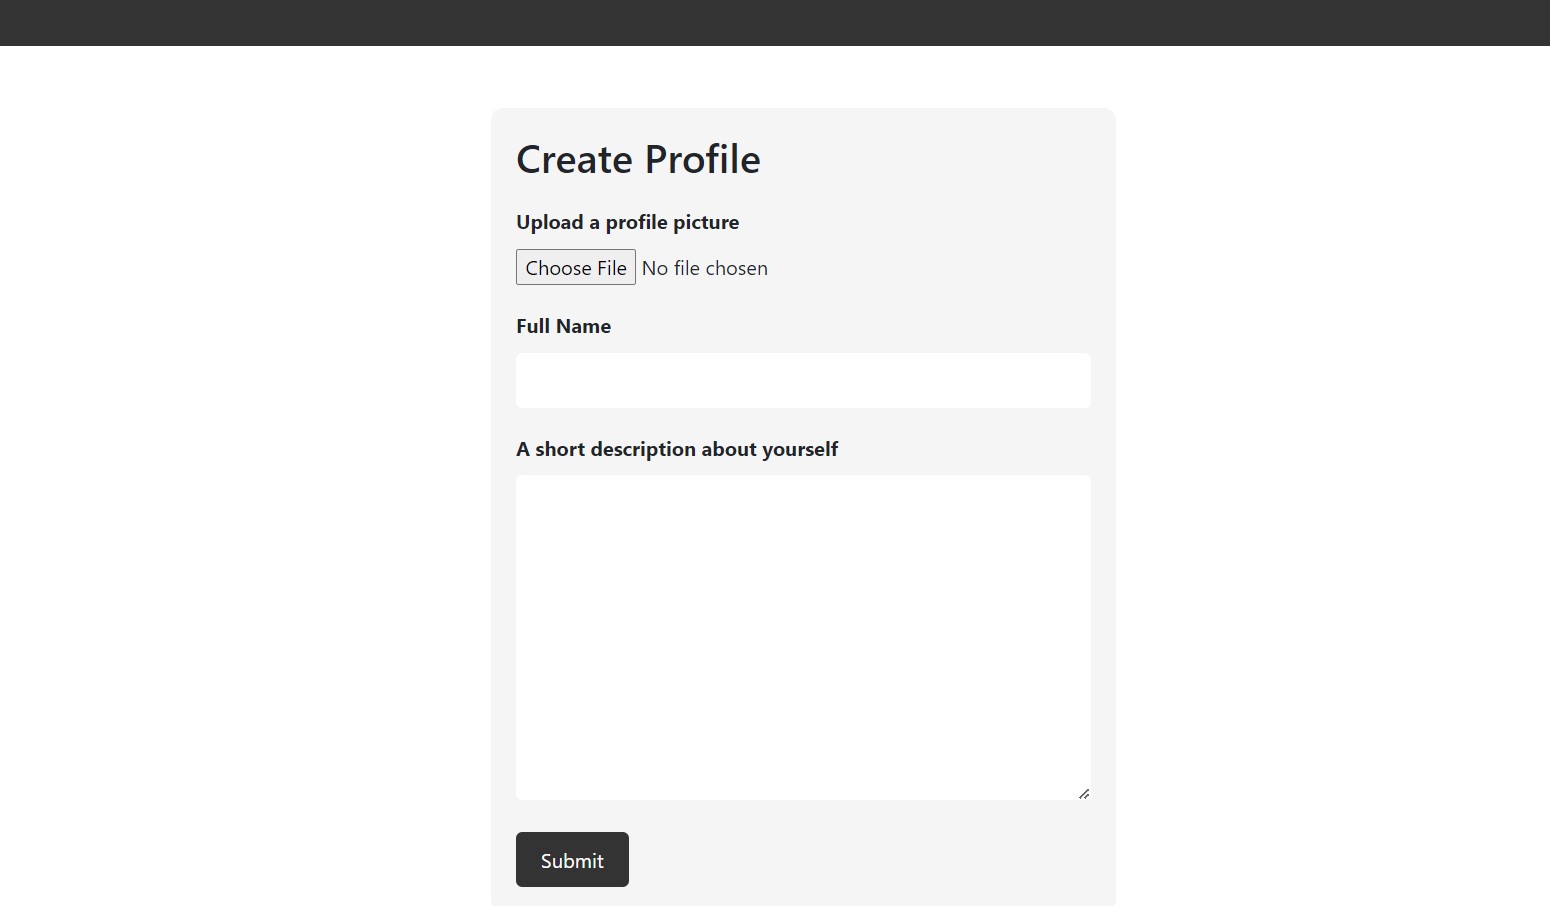 Create Profile
Upload a profile picture
Choose File No file chosen
Full Name
A short description about yourself
Submit